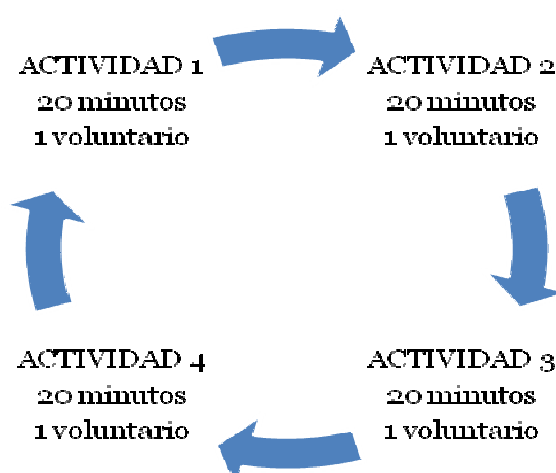 ACTIVIDAD 1
20 minutos
1 voluntario
ACTIVIDAD 2
20 minutos
1 voluntario
ACTIVIDAD 3
20 minutos
1 voluntario
ACTIVIDAD 4
20 minutos
1 voluntario